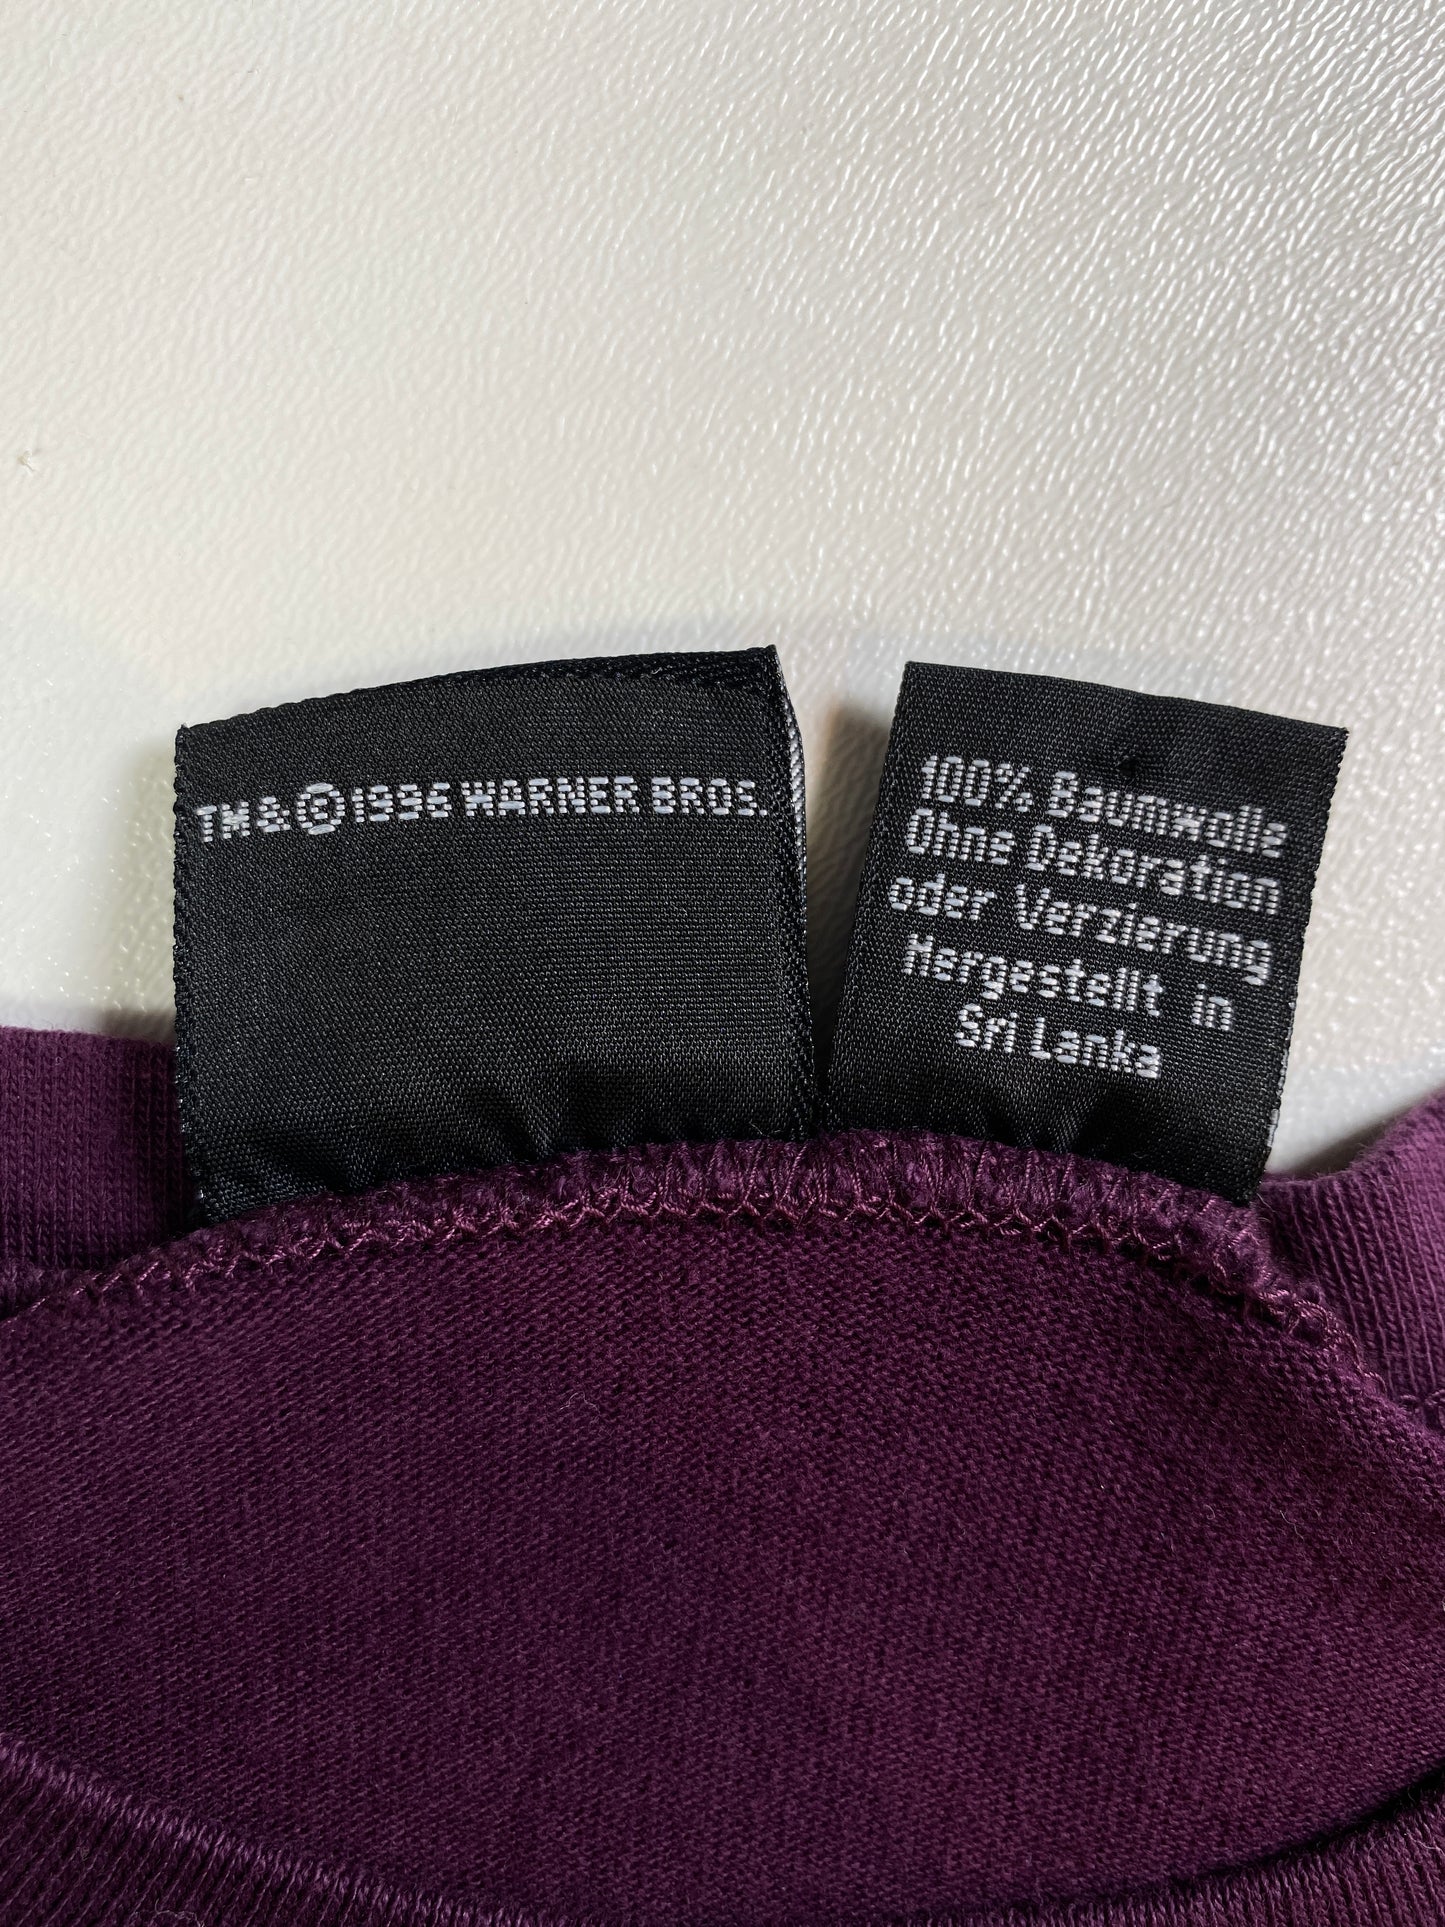 TM & © 1996 WARNER BROS.
100% Baumwolle
Ohne Dekoration
oder Verzierung
Hergestellt in
Sri Lanka